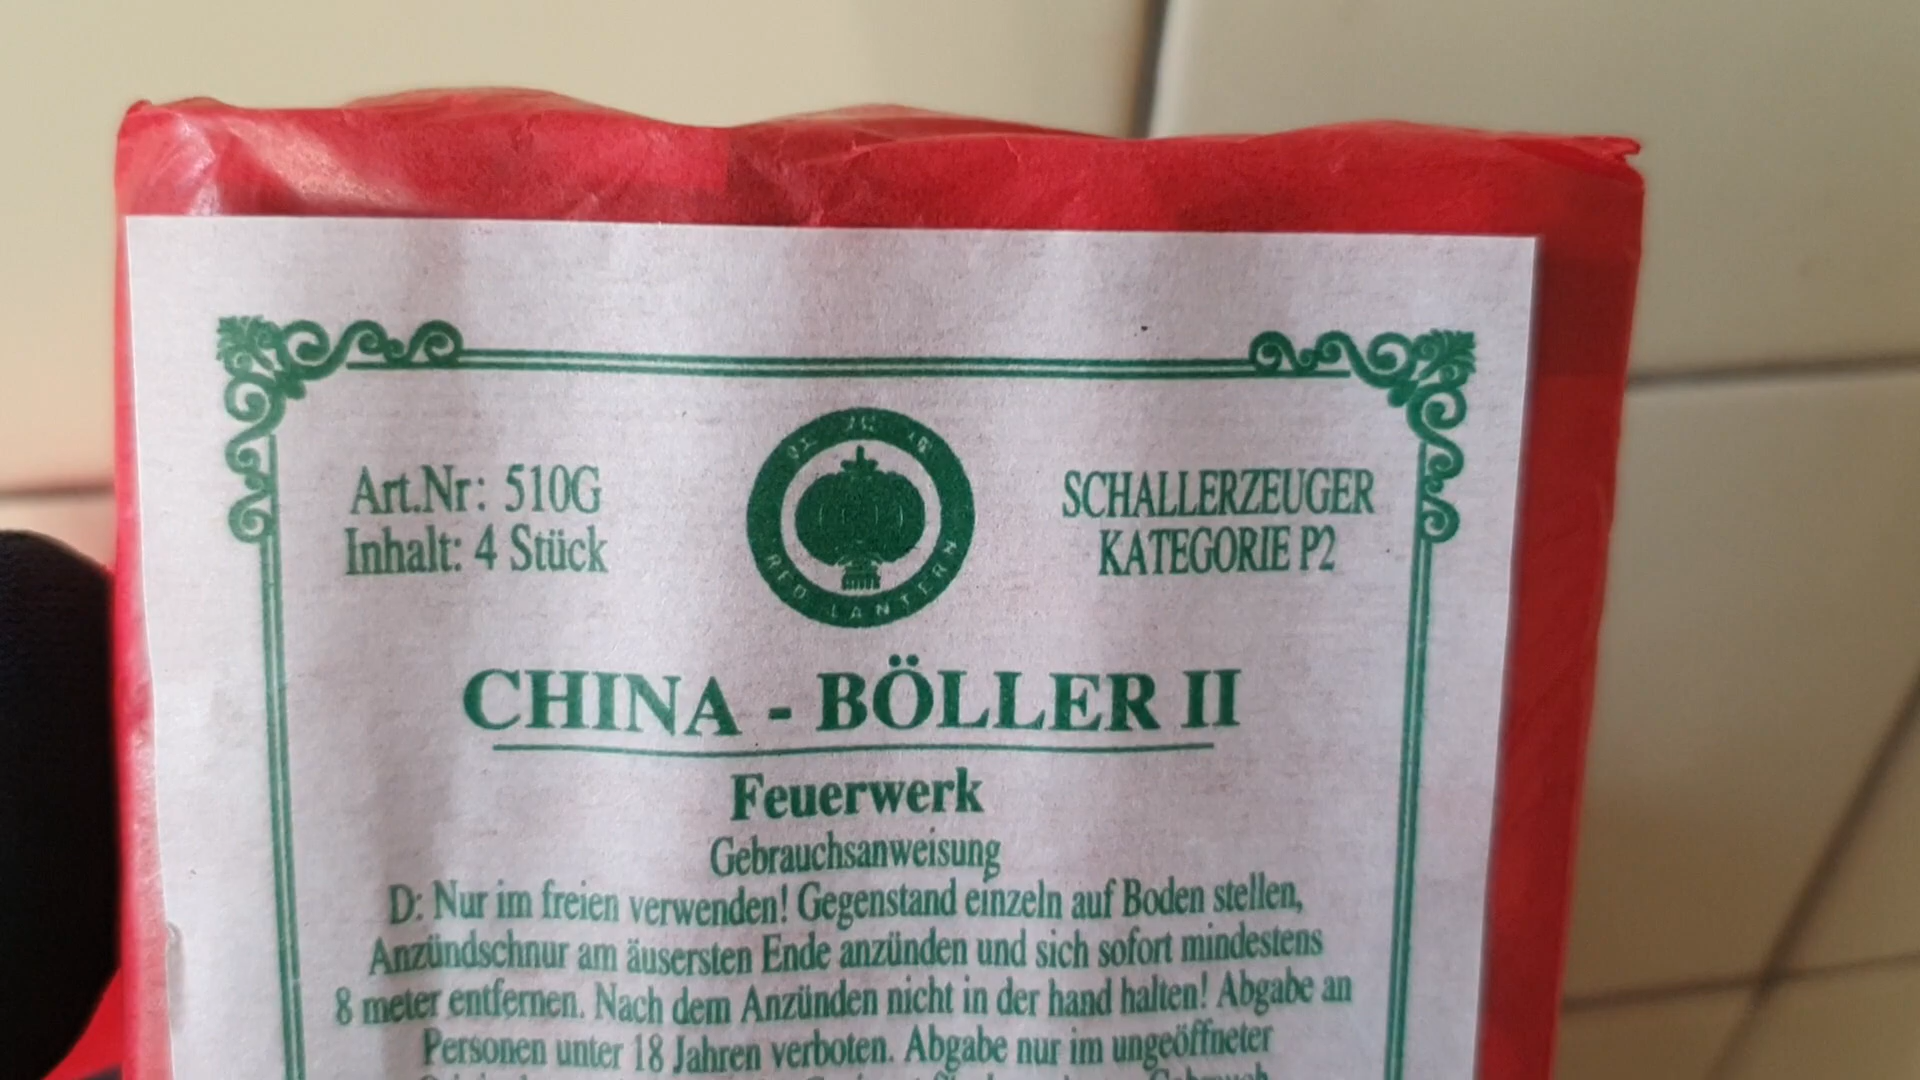 Art.Nr: 510G
Inhalt: 4 Stück
RED LANTERN
SCHALLERZEUGER
KATEGORIE P2
CHINA - BÖLLER II
Feuerwerk
Gebrauchsanweisung
D: Nur im freien verwenden! Gegenstand einzeln auf Boden stellen,
Anzündschnur am äusersten Ende anzünden und sich sofort mindestens
8 meter entfernen. Nach dem Anzünden nicht in der hand halten! Abgabe an
Personen unter 18 Jahren verboten. Abgabe nur im ungeöffneter